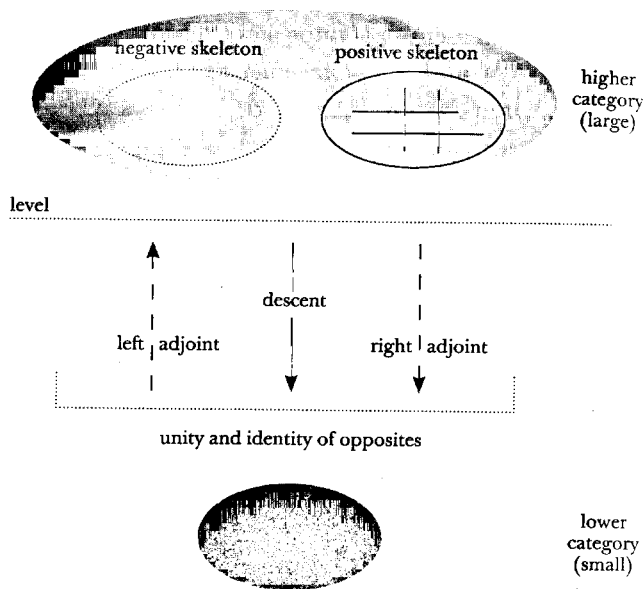 negative skeleton
positive skeleton
higher
category
(large)
level
descent
left adjoint
right adjoint
unity and identity of opposites
lower
category
(small)